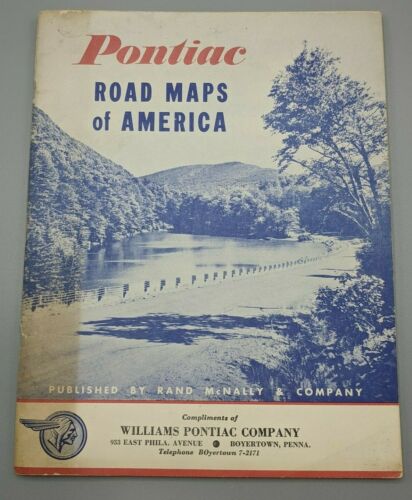 Pontiac
ROAD MAPS
of AMERICA
PUBLISHED BY RAND McNALLY & COMPANY
Compliments of
WILLIAMS PONTIAC COMPANY
933 EAST PHILA. AVENUE BOYERTOWN, PENNA.
Telephone BOyertown 7-2171